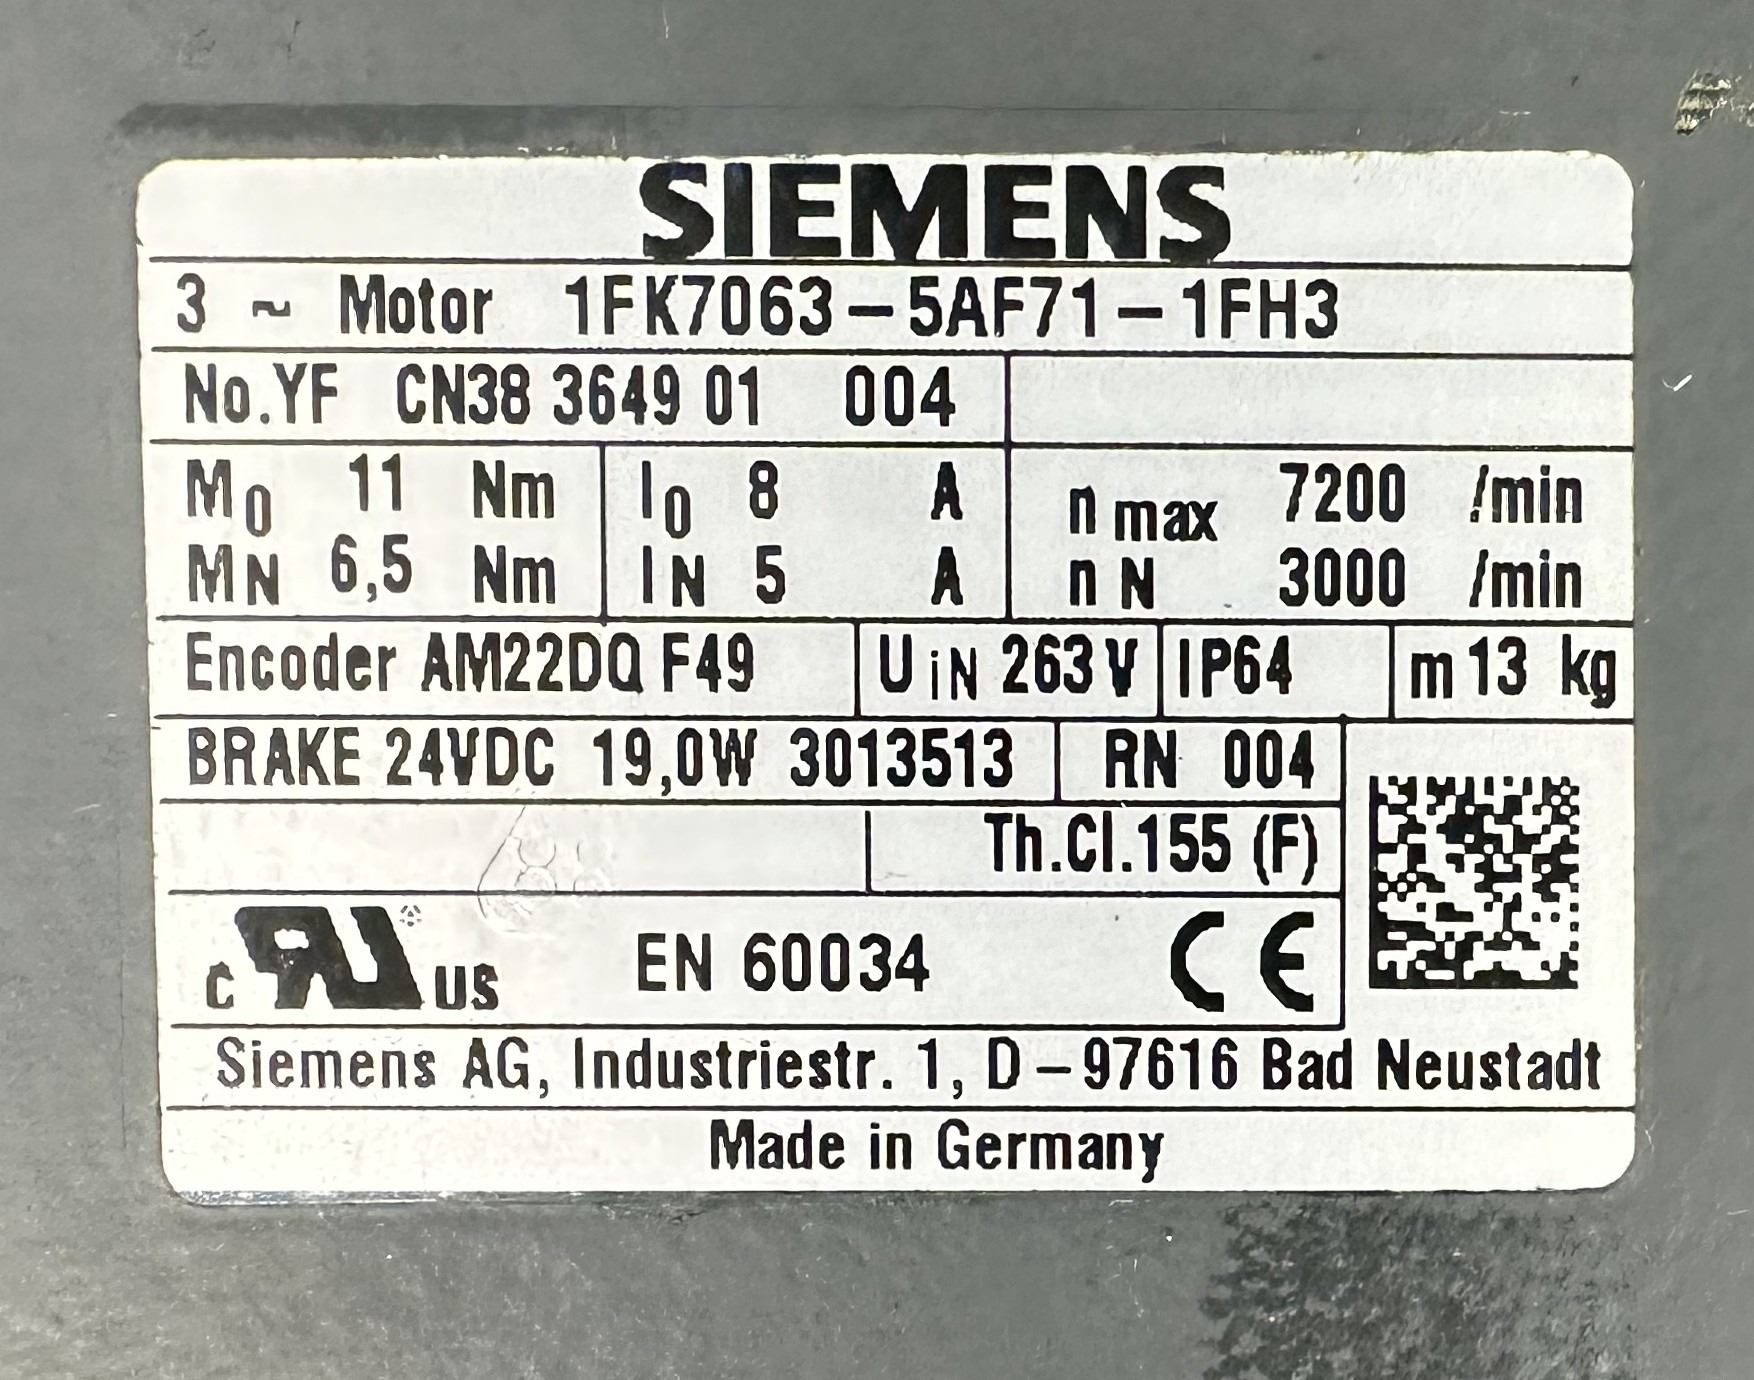 SIEMENS
3 ~ Motor 1FK7063-5AF71-1FH3
No.YF CN38 3649 01 004
M0 11 Nm I0 8 A n max 7200 /min
MN 6,5 Nm IN 5 A n N 3000 /min
Encoder AM22DQ F49 UiN 263 V IP64 m 13 kg
BRAKE 24VDC 19,0W 3013513 RN 004
Th.Cl.155 (F)
c RU ® US EN 60034 CE
Siemens AG, Industriestr. 1, D-97616 Bad Neustadt
Made in Germany